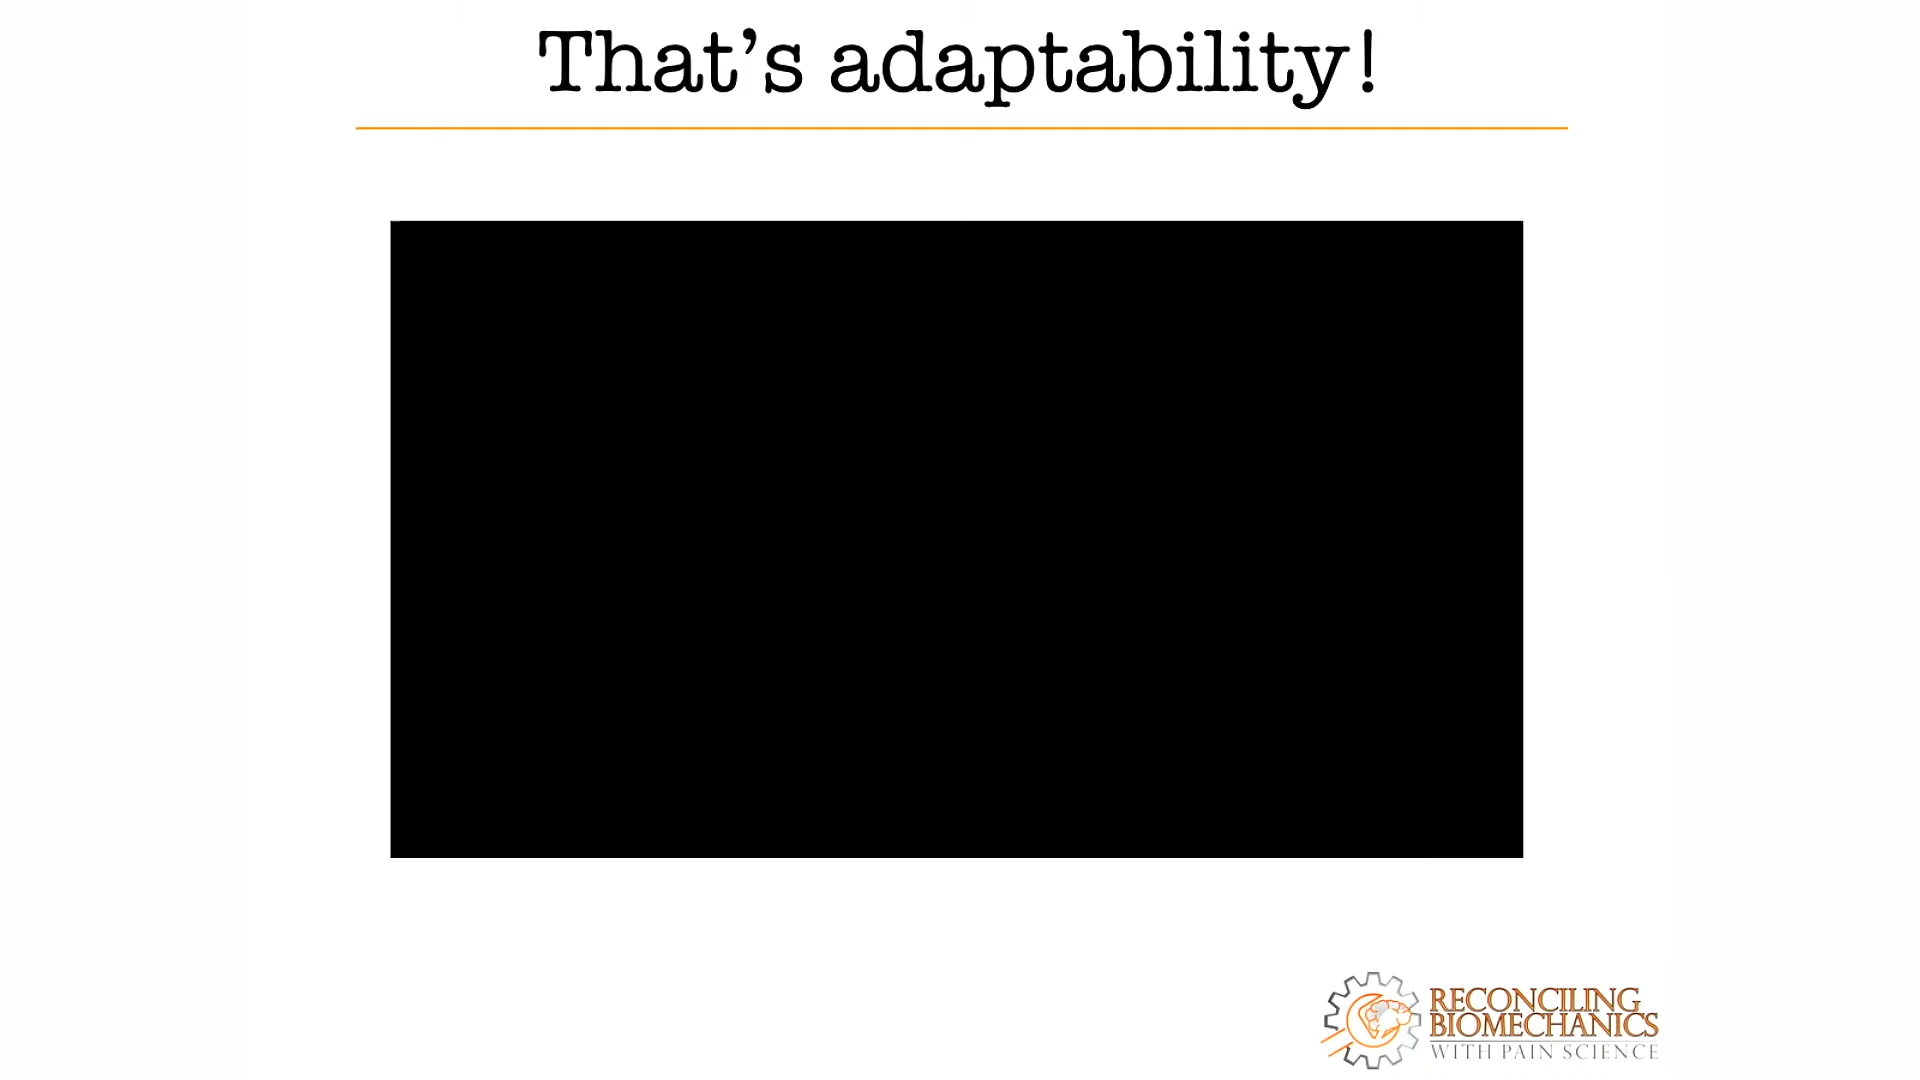 That’s adaptability!
RECONCILING
BIOMECHANICS
WITH PAIN SCIENCE